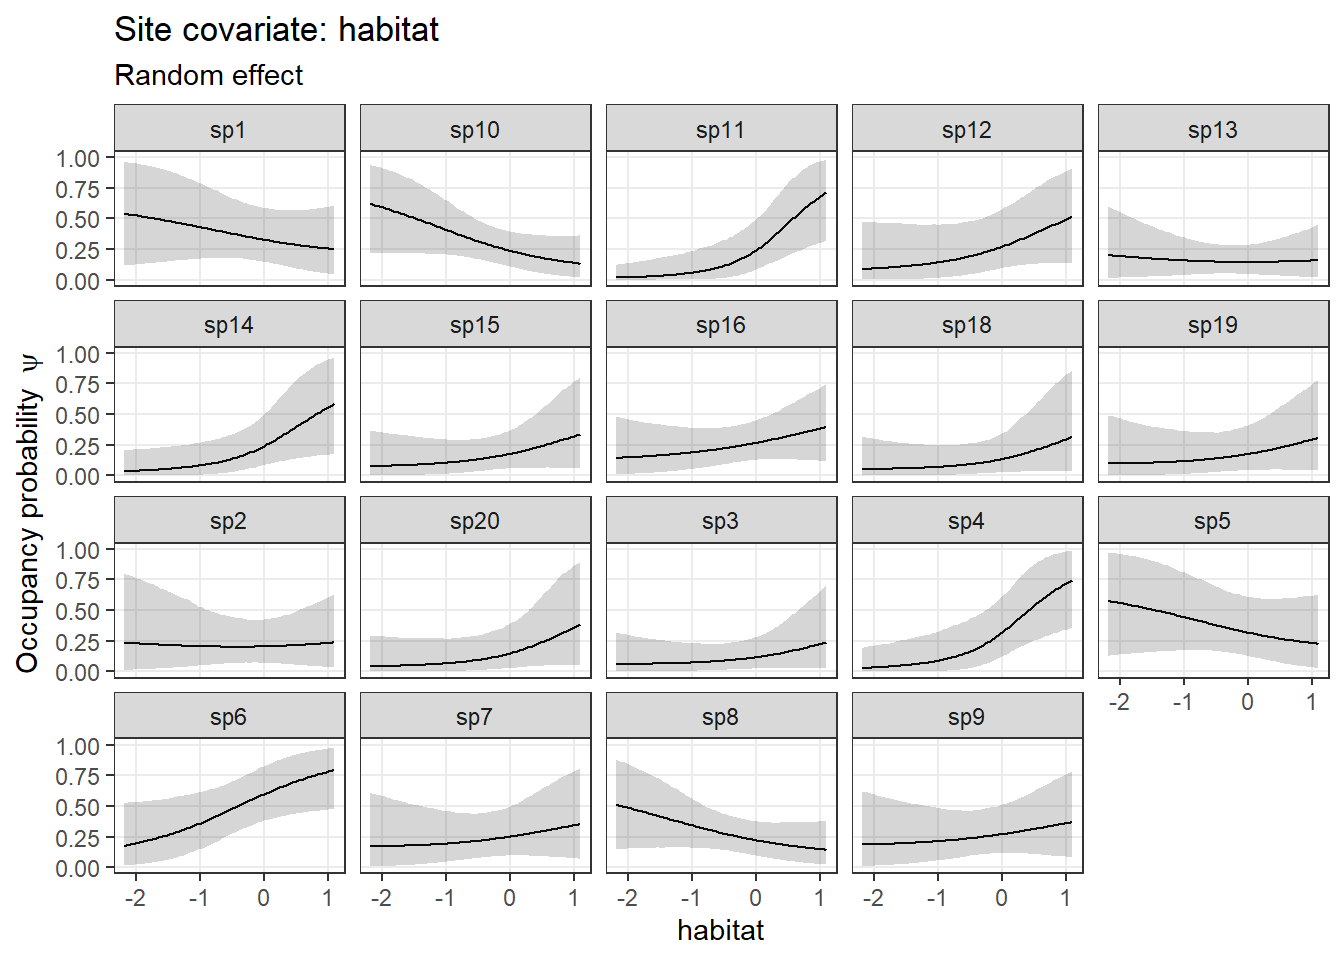 Site covariate: habitat
Random effect
sp1 sp10 sp11 sp12 sp13
1.00
0.75
0.50
0.25
0.00
sp14 sp15 sp16 sp18 sp19
1.00
0.75
0.50
0.25
0.00
sp2 sp20 sp3 sp4 sp5
1.00
0.75
0.50
0.25
0.00
-2 -1 0 1
sp6 sp7 sp8 sp9
1.00
0.75
0.50
0.25
0.00
-2 -1 0 1 -2 -1 0 1 -2 -1 0 1 -2 -1 0 1
habitat
Occupancy probability ψ